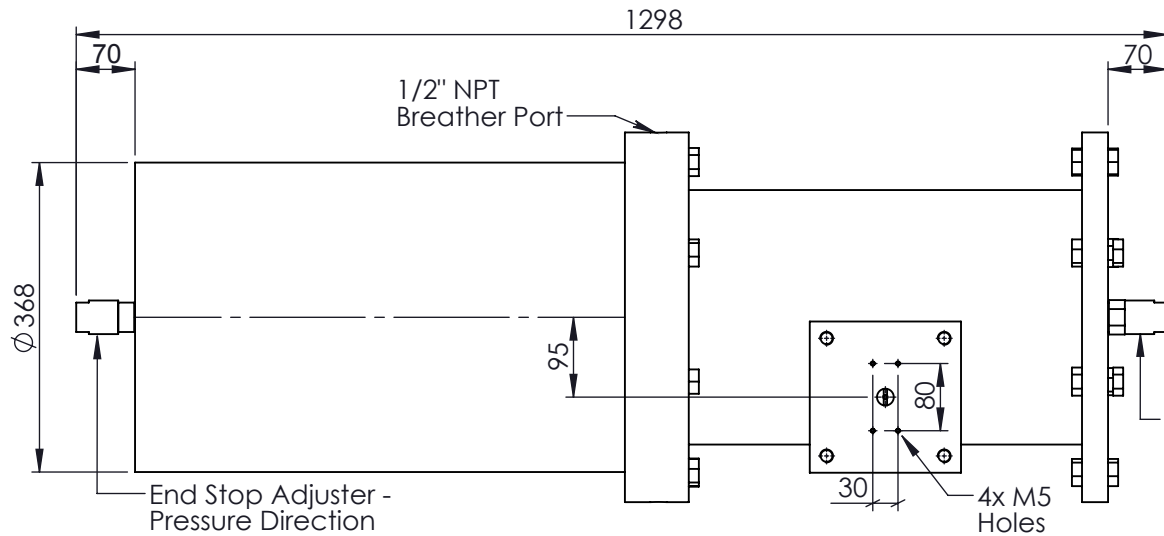 1298
70
70
1/2" NPT
Breather Port
Ø368
95
80
30
End Stop Adjuster -
Pressure Direction
4x M5
Holes